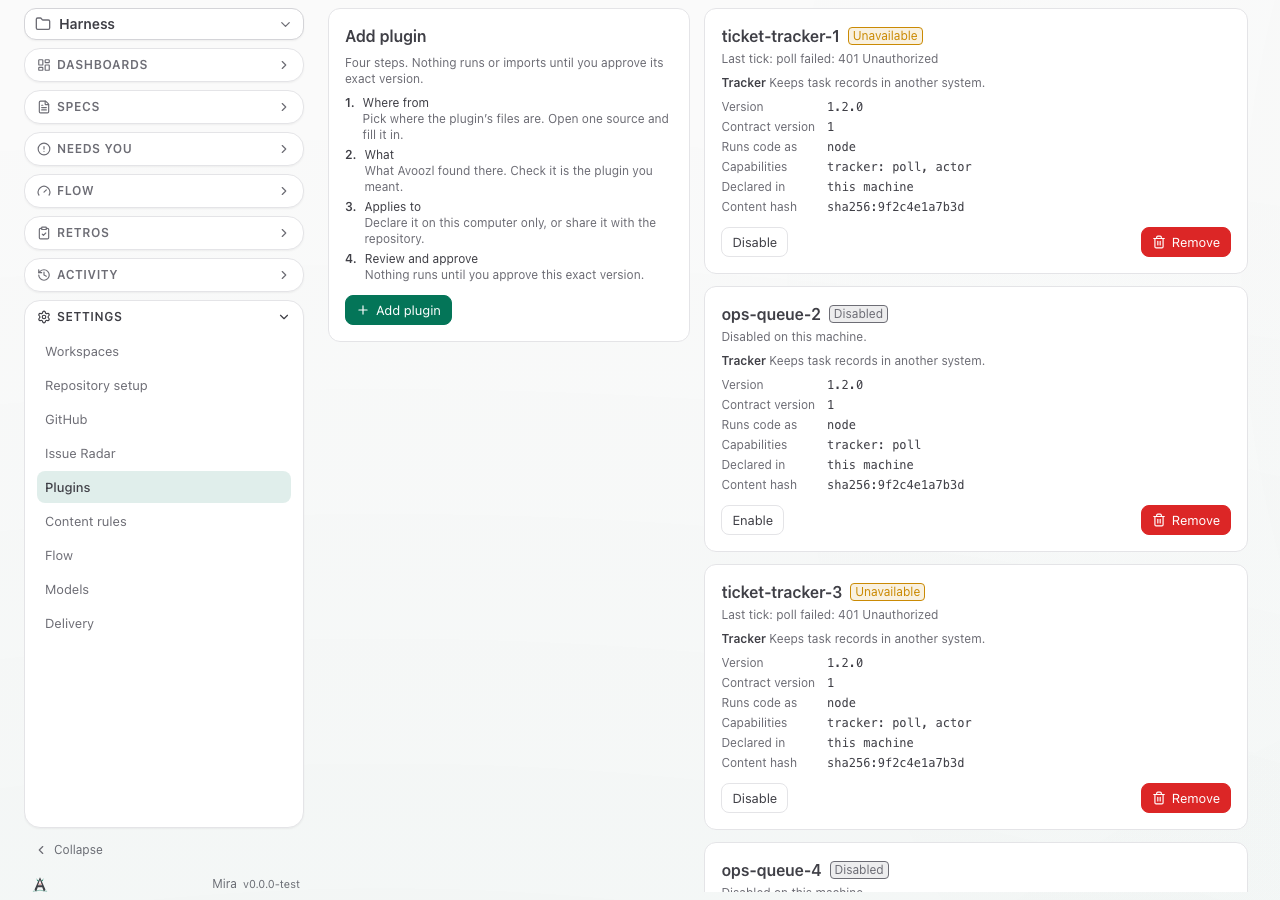 Harness
DASHBOARDS
SPECS
NEEDS YOU
FLOW
RETROS
ACTIVITY
SETTINGS
Workspaces
Repository setup
GitHub
Issue Radar
Plugins
Content rules
Flow
Models
Delivery
Collapse
Mira v0.0.0-test
Add plugin
Four steps. Nothing runs or imports until you approve its
exact version.
1. Where from
Pick where the plugin's files are. Open one source and
fill it in.
2. What
What Avoozl found there. Check it is the plugin you
meant.
3. Applies to
Declare it on this computer only, or share it with the
repository.
4. Review and approve
Nothing runs until you approve this exact version.
Add plugin
ticket-tracker-1 Unavailable
Last tick: poll failed: 401 Unauthorized
Tracker Keeps task records in another system.
Version 1.2.0
Contract version 1
Runs code as node
Capabilities tracker: poll, actor
Declared in this machine
Content hash sha256:9f2c4e1a7b3d
Disable Remove
ops-queue-2 Disabled
Disabled on this machine.
Tracker Keeps task records in another system.
Version 1.2.0
Contract version 1
Runs code as node
Capabilities tracker: poll
Declared in this machine
Content hash sha256:9f2c4e1a7b3d
Enable Remove
ticket-tracker-3 Unavailable
Last tick: poll failed: 401 Unauthorized
Tracker Keeps task records in another system.
Version 1.2.0
Contract version 1
Runs code as node
Capabilities tracker: poll, actor
Declared in this machine
Content hash sha256:9f2c4e1a7b3d
Disable Remove
ops-queue-4 Disabled
Disabled on this machine.